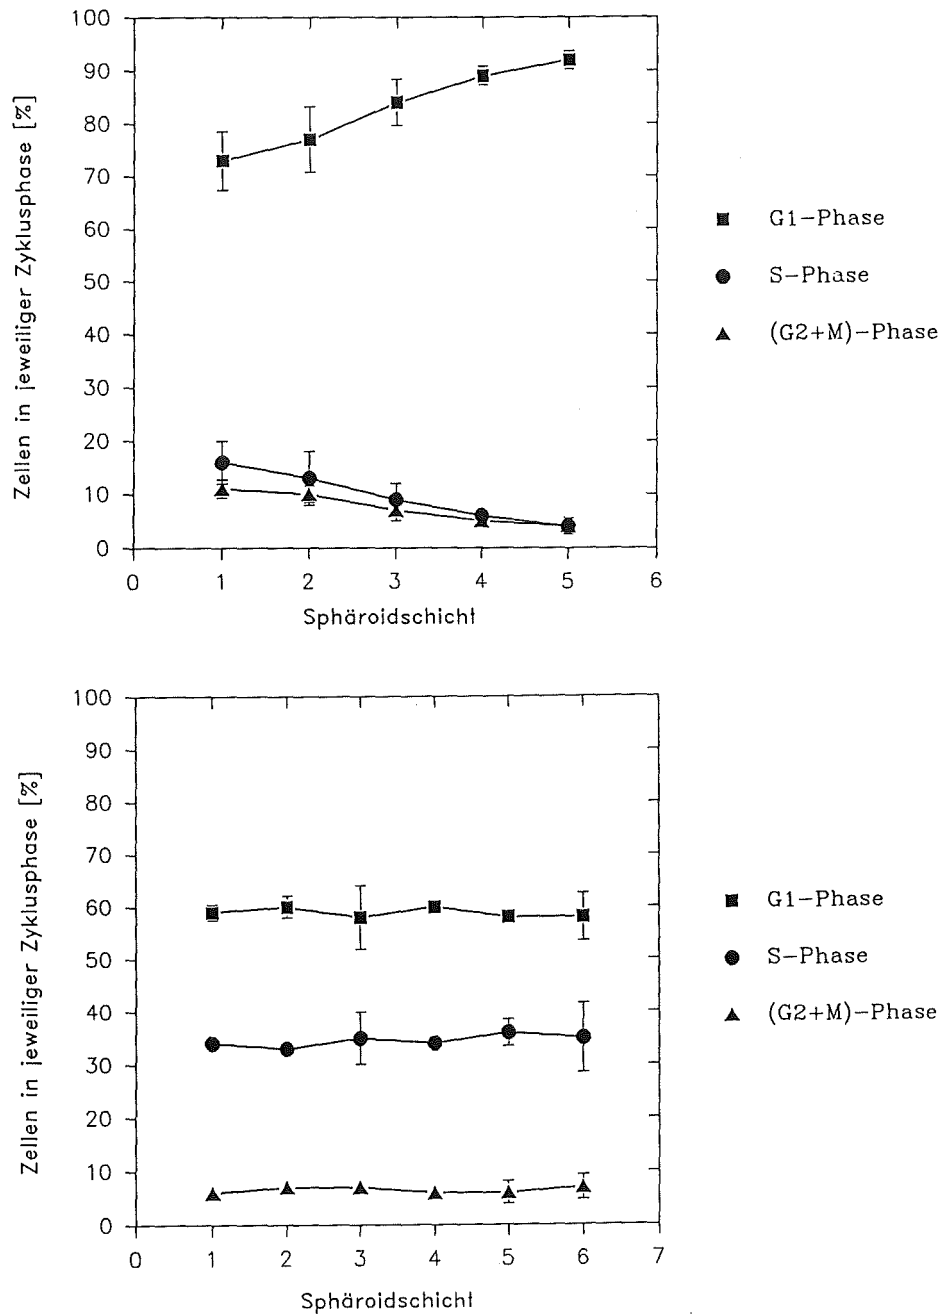 100
90
80
70
60
50
40
30
20
10
0
0 1 2 3 4 5 6
Zellen in jeweiliger Zyklusphase [%]
Sphäroidschicht
G1-Phase
S-Phase
(G2+M)-Phase
100
90
80
70
60
50
40
30
20
10
0
0 1 2 3 4 5 6 7
Zellen in jeweiliger Zyklusphase [%]
Sphäroidschicht
G1-Phase
S-Phase
(G2+M)-Phase